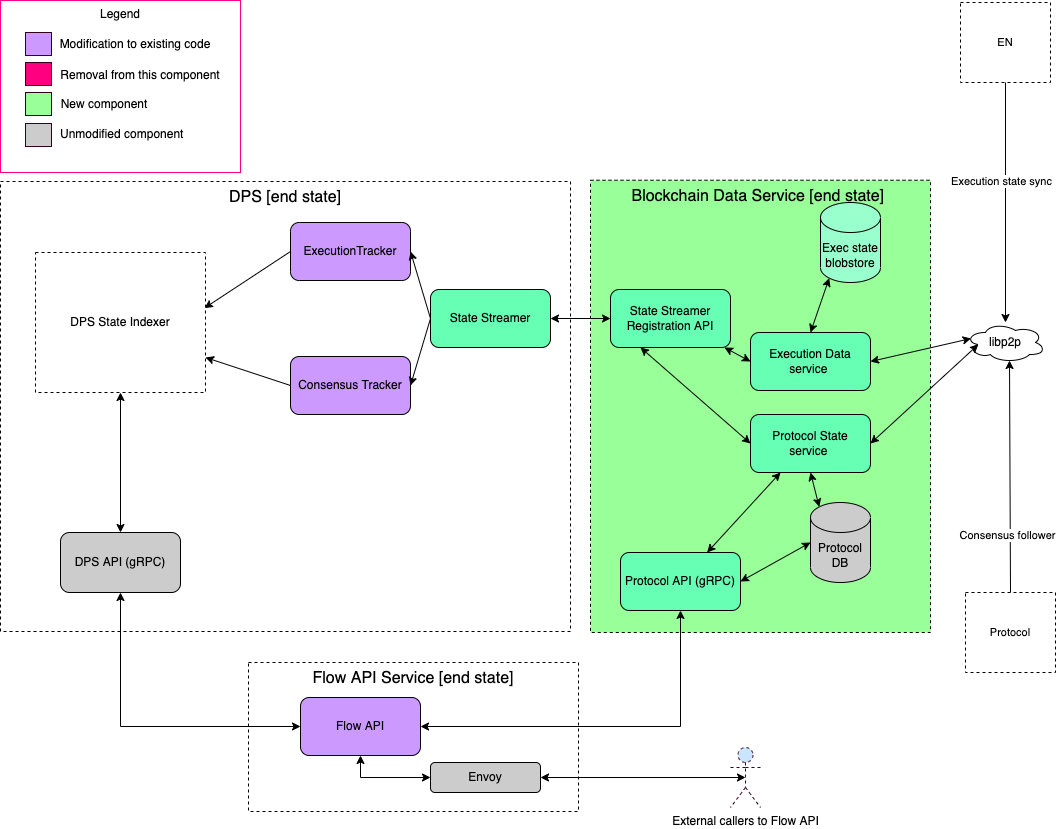 Legend
Modification to existing code
Removal from this component
New component
Unmodified component
EN
Execution state sync
DPS [end state]
Blockchain Data Service [end state]
ExecutionTracker
Exec state
blobstore
DPS State Indexer
State Streamer
State Streamer
Registration API
Execution Data
service
libp2p
Consensus Tracker
Protocol State
service
DPS API (gRPC)
Protocol API (gRPC)
Protocol
DB
Consensus follower
Protocol
Flow API Service [end state]
Flow API
Envoy
External callers to Flow API